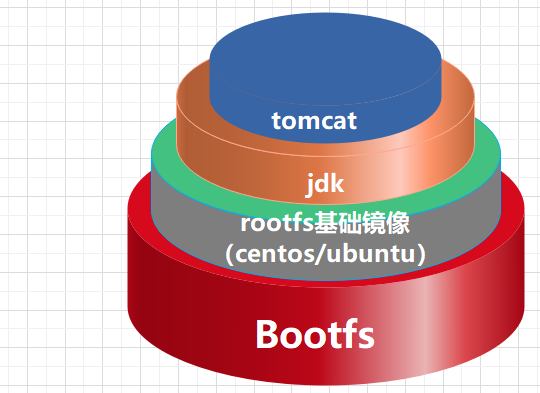 tomcat
jdk
rootfs基础镜像
（centos/ubuntu）
Bootfs